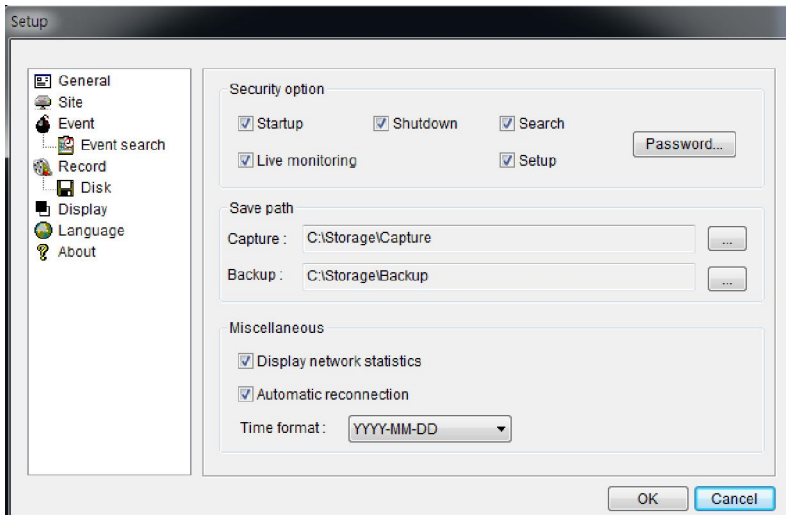 Setup
General
Site
Event
Event search
Record
Disk
Display
Language
About
Security option
Startup
Shutdown
Search
Live monitoring
Setup
Password...
Save path
Capture : C:\Storage\Capture ...
Backup : C:\Storage\Backup ...
Miscellaneous
Display network statistics
Automatic reconnection
Time format : YYYY-MM-DD
OK
Cancel